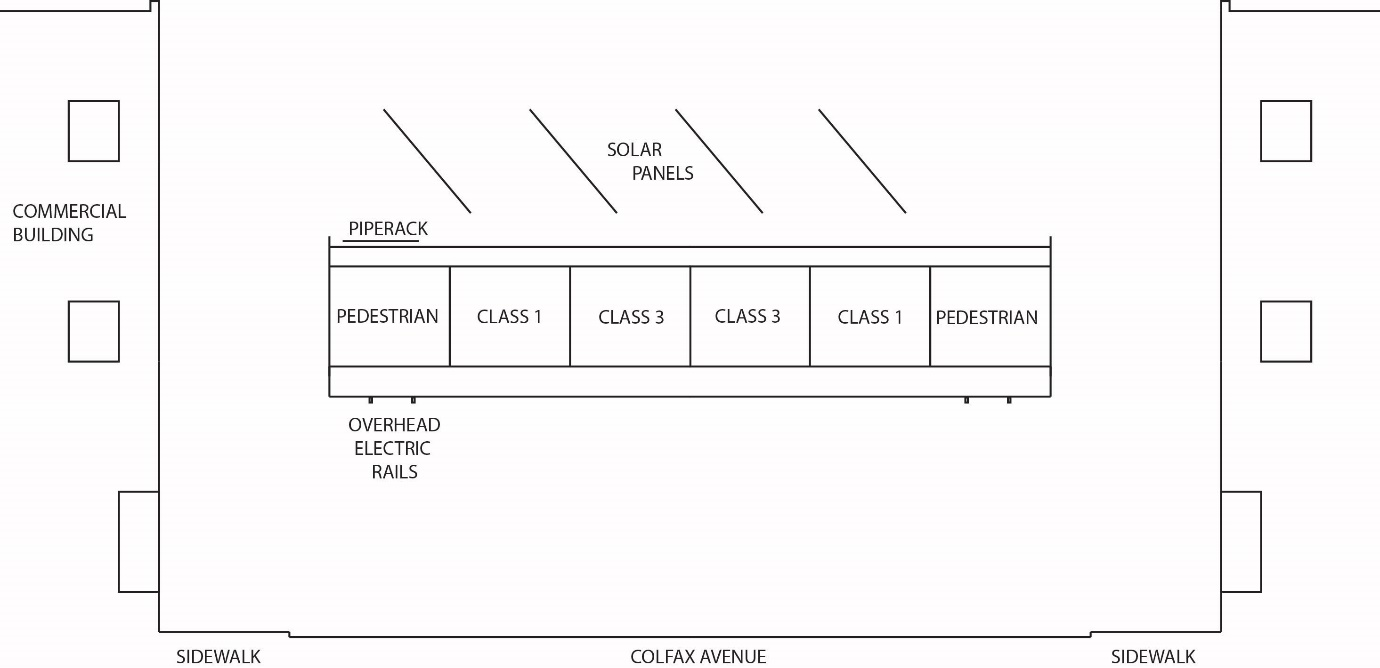 SOLAR
PANELS
COMMERCIAL
BUILDING
PIPERACK
PEDESTRIAN
CLASS 1
CLASS 3
CLASS 3
CLASS 1
PEDESTRIAN
OVERHEAD
ELECTRIC
RAILS
SIDEWALK
COLFAX AVENUE
SIDEWALK